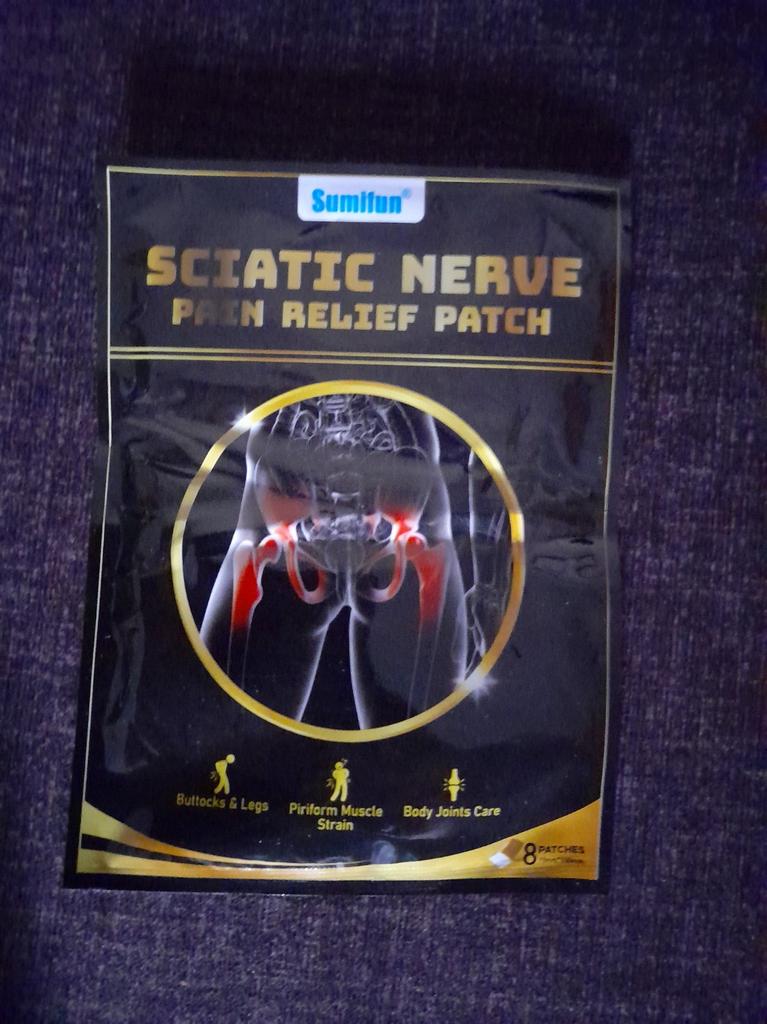 Sumifun®
SCIATIC NERVE
PAIN RELIEF PATCH
Buttocks & Legs
Piriform Muscle
Strain
Body Joints Care
8 PATCHES